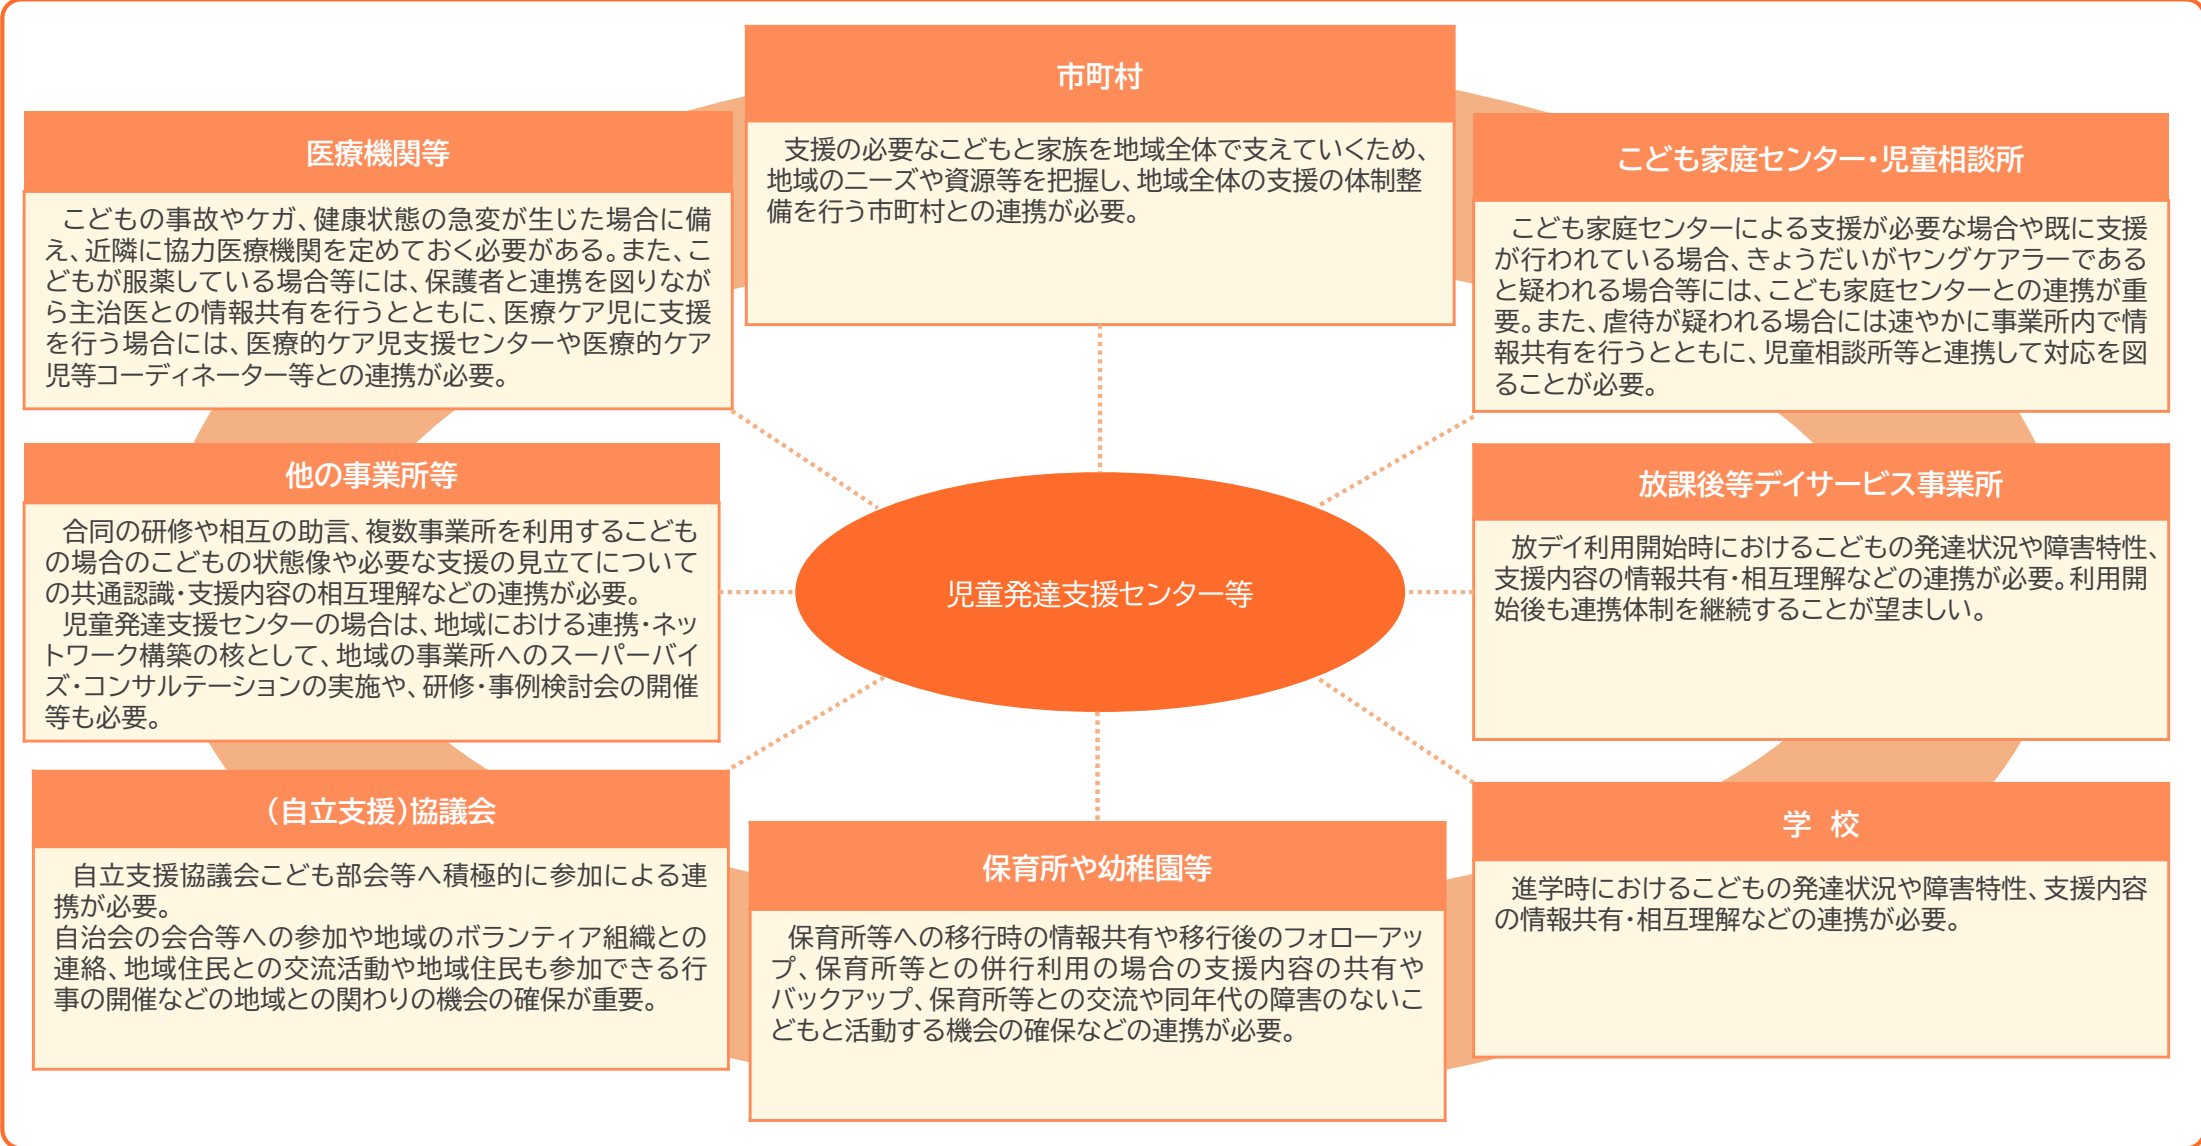 市町村
支援の必要なこどもと家族を地域全体で支えていくため、
地域のニーズや資源等を把握し、地域全体の支援の体制整
備を行う市町村との連携が必要。
医療機関等
こどもの事故やケガ、健康状態の急変が生じた場合に備
え、近隣に協力医療機関を定めておく必要がある。また、こ
どもが服薬している場合等には、保護者と連携を図りなが
ら主治医との情報共有を行うとともに、医療ケア児に支援
を行う場合には、医療的ケア児支援センターや医療的ケア
児等コーディネーター等との連携が必要。
こども家庭センター・児童相談所
こども家庭センターによる支援が必要な場合や既に支援
が行われている場合、きょうだいがヤングケアラーである
と疑われる場合等には、こども家庭センターとの連携が重
要。また、虐待が疑われる場合には速やかに事業所内で情
報共有を行うとともに、児童相談所等と連携して対応を図
ることが必要。
他の事業所等
合同の研修や相互の助言、複数事業所を利用するこども
の場合のこどもの状態像や必要な支援の見立てについて
の共通認識・支援内容の相互理解などの連携が必要。
児童発達支援センターの場合は、地域における連携・ネッ
トワーク構築の核として、地域の事業所へのスーパーバイ
ズ・コンサルテーションの実施や、研修・事例検討会の開催
等も必要。
児童発達支援センター等
放課後等デイサービス事業所
放デイ利用開始時におけるこどもの発達状況や障害特性、
支援内容の情報共有・相互理解などの連携が必要。利用開
始後も連携体制を継続することが望ましい。
（自立支援）協議会
自立支援協議会こども部会等へ積極的に参加による連
携が必要。
自治会の会合等への参加や地域のボランティア組織との
連絡、地域住民との交流活動や地域住民も参加できる行
事の開催などの地域との関わりの機会の確保が重要。
保育所や幼稚園等
保育所等への移行時の情報共有や移行後のフォローアッ
プ、保育所等との併行利用の場合の支援内容の共有や
バックアップ、保育所等との交流や同年代の障害のないこ
どもと活動する機会の確保などの連携が必要。
学　校
進学時におけるこどもの発達状況や障害特性、支援内容
の情報共有・相互理解などの連携が必要。